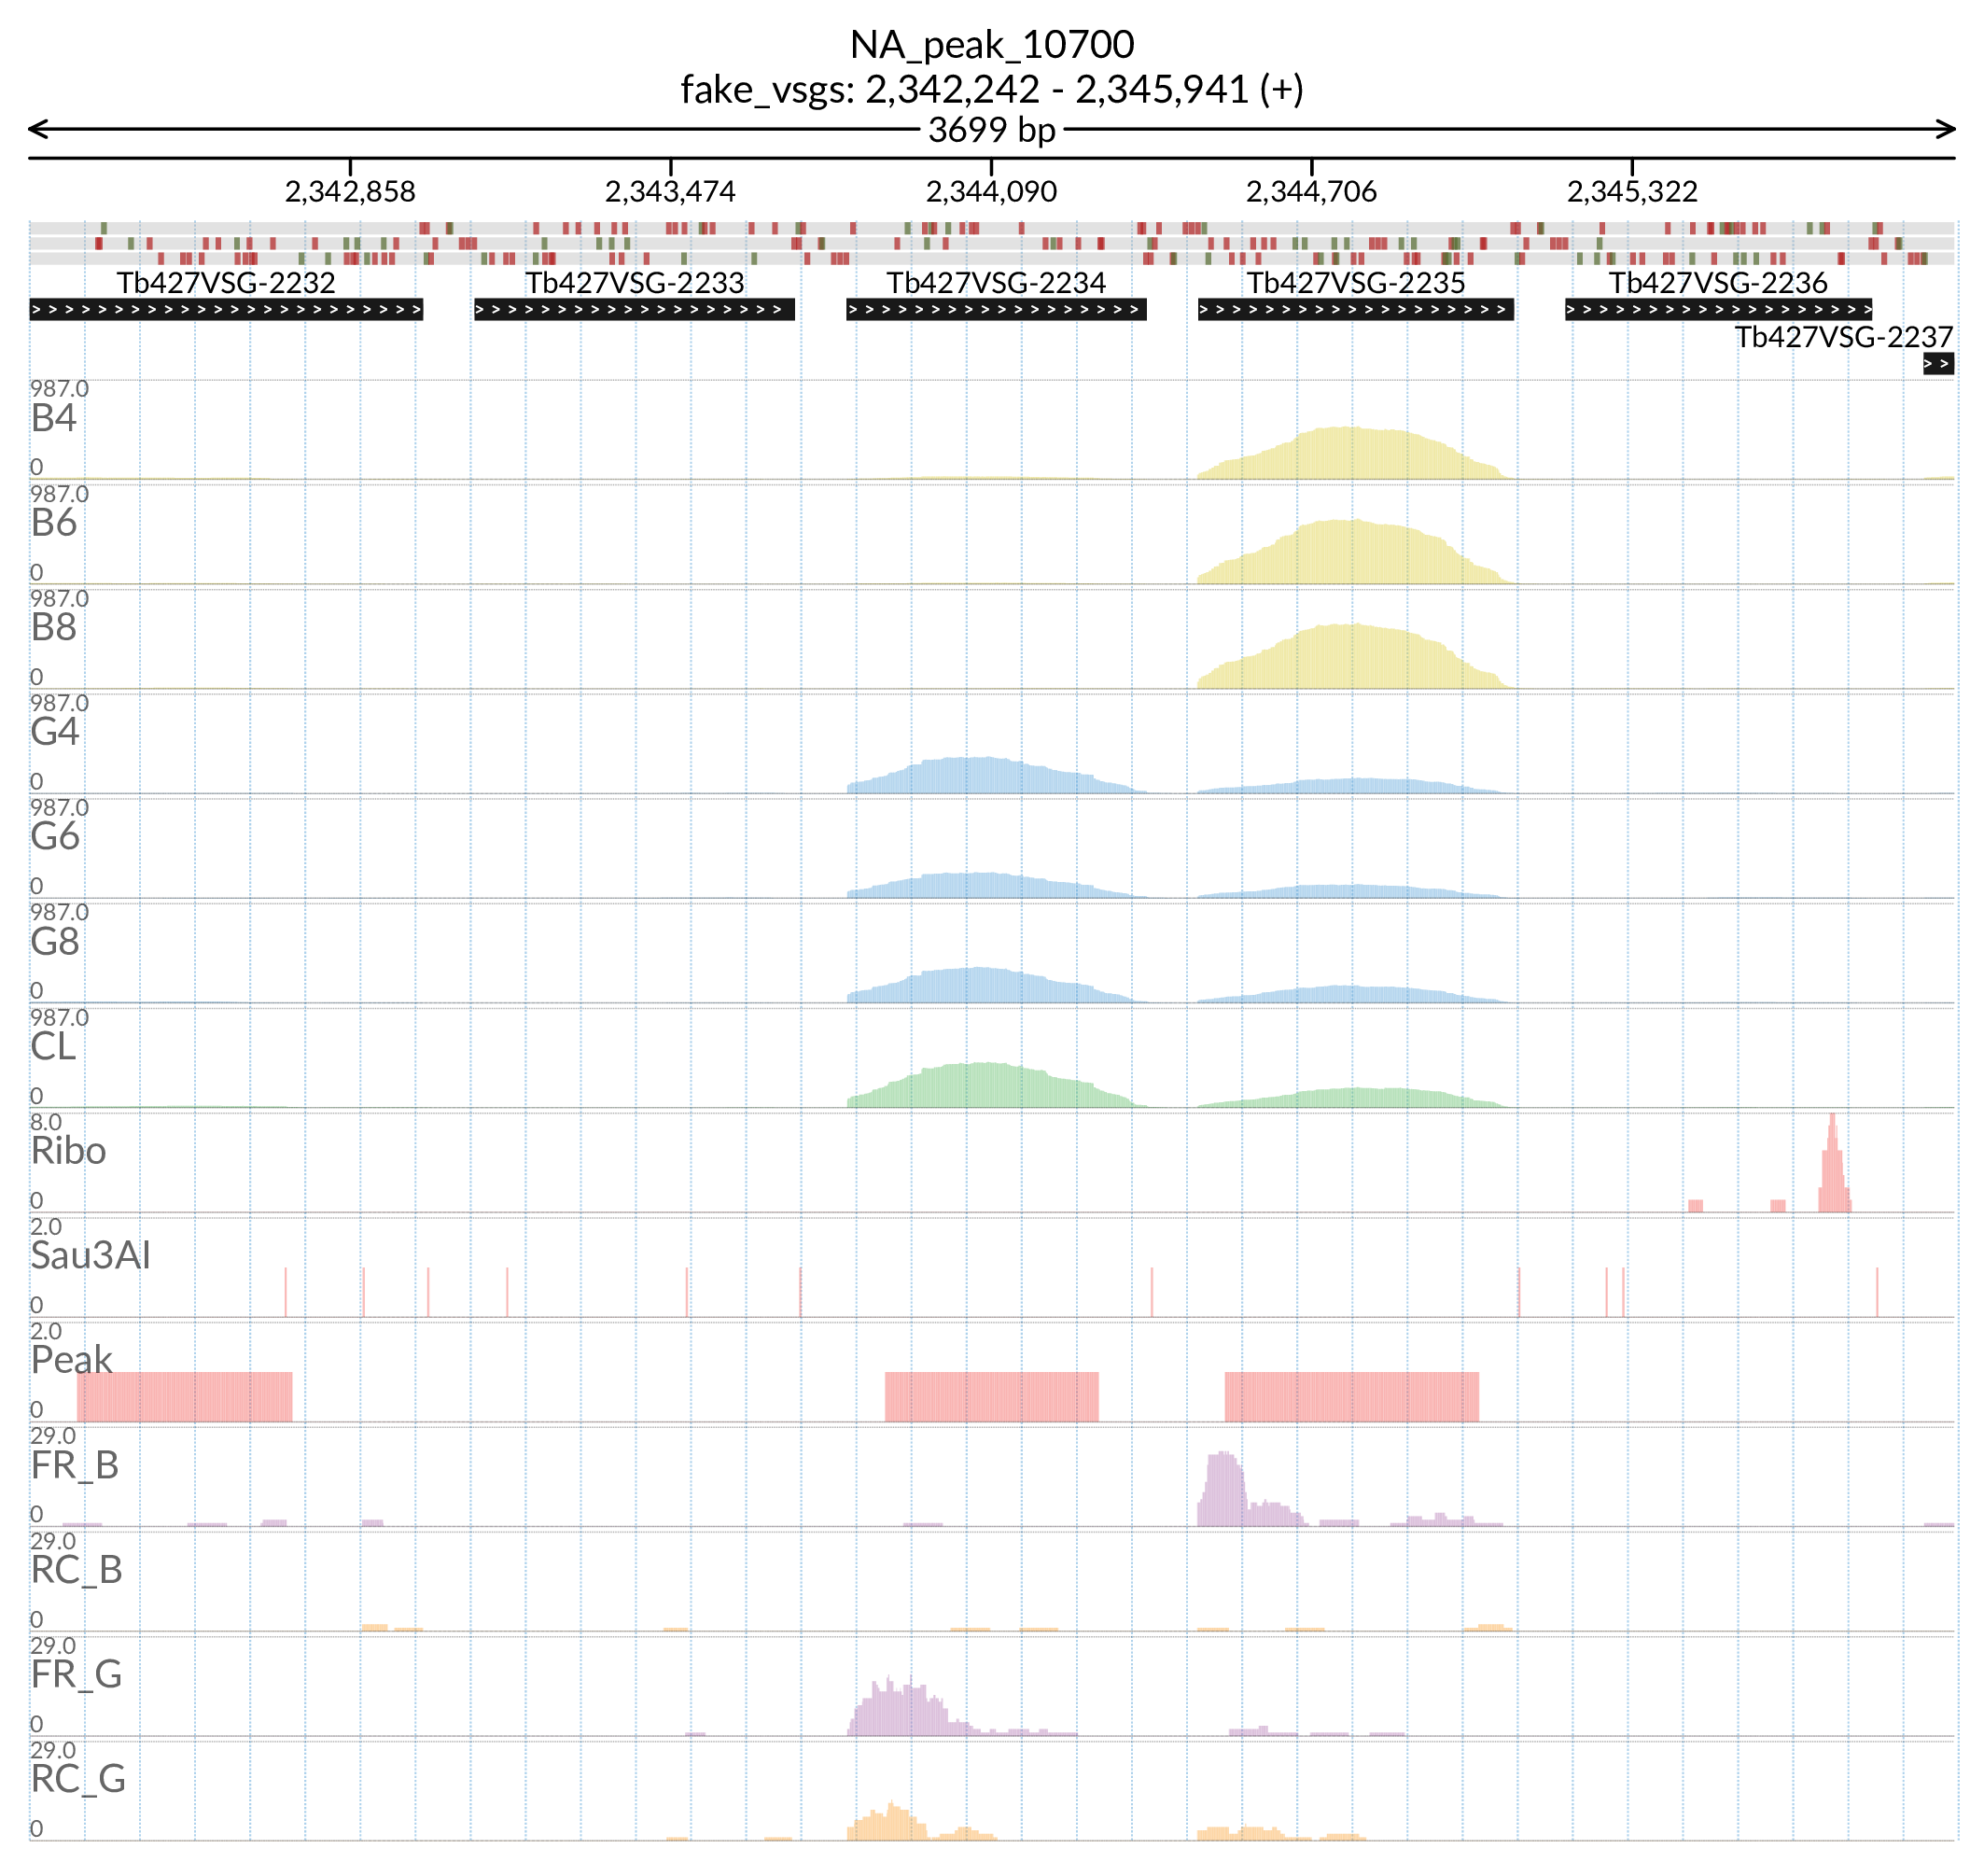 NA_peak_10700
fake_vsgs: 2,342,242 - 2,345,941 (+)
3699 bp
2,342,858 2,343,474 2,344,090 2,344,706 2,345,322
Tb427VSG-2232 Tb427VSG-2233 Tb427VSG-2234 Tb427VSG-2235 Tb427VSG-2236
Tb427VSG-2237
987.0
B4
0
987.0
B6
0
987.0
B8
0
987.0
G4
0
987.0
G6
0
987.0
G8
0
987.0
CL
0
8.0
Ribo
0
2.0
Sau3AI
0
2.0
Peak
0
29.0
FR_B
0
29.0
RC_B
0
29.0
FR_G
0
29.0
RC_G
0